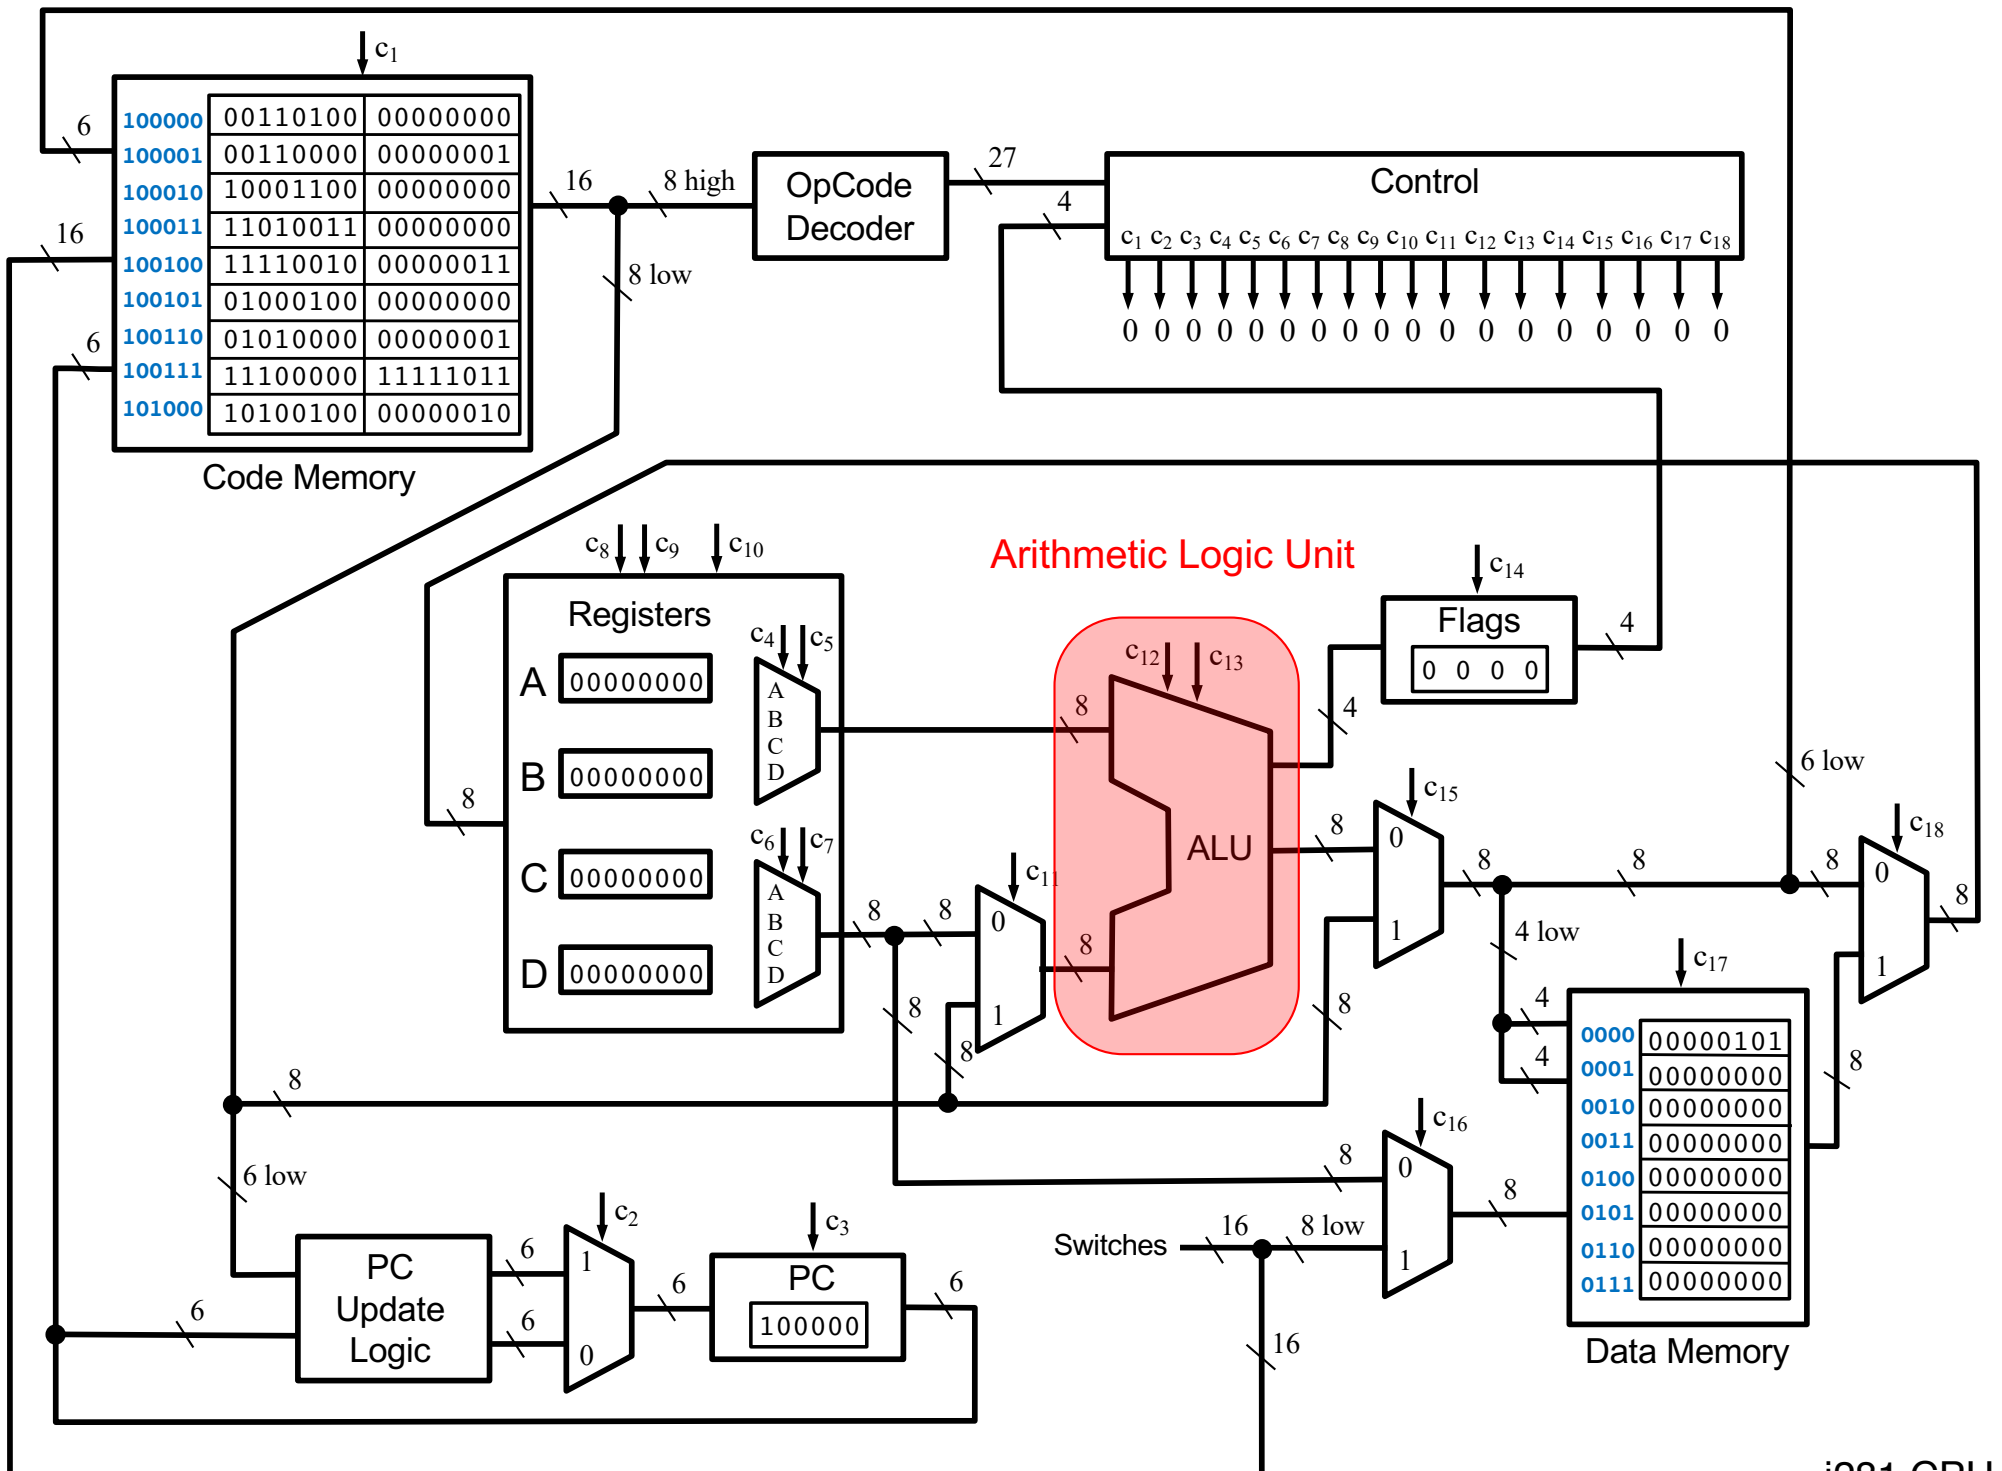 c1
100000 00110100 00000000
100001 00110000 00000001
100010 10001100 00000000
100011 11010011 00000000
100100 11110010 00000011
100101 01000100 00000000
100110 01010000 00000001
100111 11100000 11111011
101000 10100100 00000010
Code Memory
6
16
6
16
8 high
8 low
OpCode
Decoder
27
4
Control
c1 c2 c3 c4 c5 c6 c7 c8 c9 c10 c11 c12 c13 c14 c15 c16 c17 c18
0 0 0 0 0 0 0 0 0 0 0 0 0 0 0 0 0 0
c8 c9 c10
Registers
A 00000000
B 00000000
C 00000000
D 00000000
8
c4 c5
A
B
C
D
c6 c7
A
B
C
D
8
8
8
c11
0
1
8
Arithmetic Logic Unit
c12 c13
8
8
ALU
c14
Flags
0 0 0 0
4
4
8
c15
0
1
8
8
4 low
8
6 low
8
c18
0
1
8
c17
4
4
0000 00000101
0001 00000000
0010 00000000
0011 00000000
0100 00000000
0101 00000000
0110 00000000
0111 00000000
Data Memory
8
8
6 low
PC
Update
Logic
6
6
6
c2
1
0
6
c3
PC
100000
6
Switches
16
8 low
16
8
c16
0
1
8